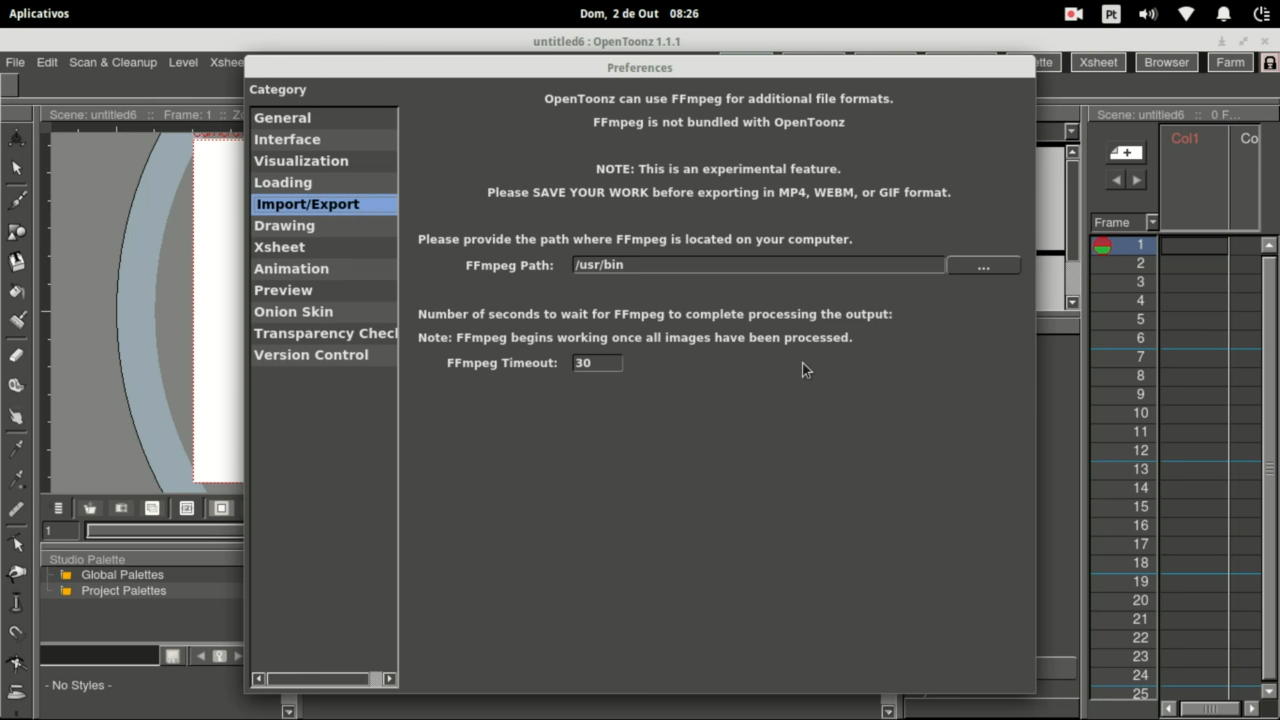 Aplicativos
Dom, 2 de Out 08:26
Pt
untitled6 : OpenToonz 1.1.1
File Edit Scan & Cleanup Level Xshee
tte Xsheet Browser Farm
Preferences
Category
General
Interface
Visualization
Loading
Import/Export
Drawing
Xsheet
Animation
Preview
Onion Skin
Transparency Check
Version Control
OpenToonz can use FFmpeg for additional file formats.
FFmpeg is not bundled with OpenToonz
NOTE: This is an experimental feature.
Please SAVE YOUR WORK before exporting in MP4, WEBM, or GIF format.
Please provide the path where FFmpeg is located on your computer.
FFmpeg Path: /usr/bin ...
Number of seconds to wait for FFmpeg to complete processing the output:
Note: FFmpeg begins working once all images have been processed.
FFmpeg Timeout: 30
Scene: untitled6 :: Frame: 1 :: Zo
1
Studio Palette
Global Palettes
Project Palettes
- No Styles -
Scene: untitled6 :: 0 F...
Col1 Co
Frame
1
2
3
4
5
6
7
8
9
10
11
12
13
14
15
16
17
18
19
20
21
22
23
24
25